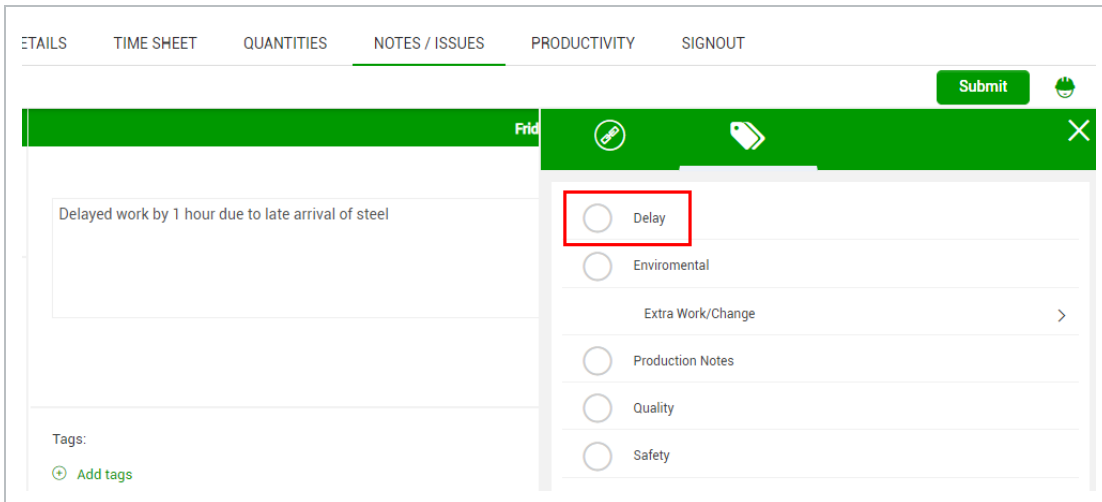 ETAILS TIME SHEET QUANTITIES NOTES / ISSUES PRODUCTIVITY SIGNOUT
Submit
Frid
Delayed work by 1 hour due to late arrival of steel
Tags:
Add tags
Delay
Enviromental
Extra Work/Change
Production Notes
Quality
Safety